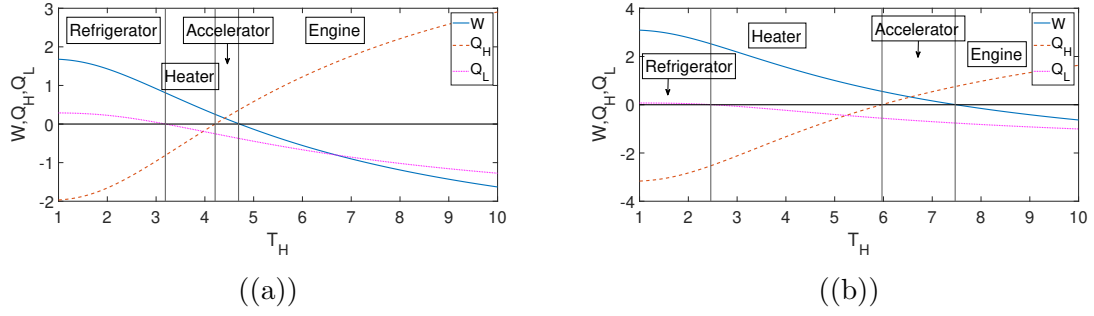 3
2
1
0
-1
-2
W,Q_H,Q_L
Refrigerator
Heater
Accelerator
Engine
W
Q_H
Q_L
1 2 3 4 5 6 7 8 9 10
T_H
((a))
4
2
0
-2
-4
W,Q_H,Q_L
Refrigerator
Heater
Accelerator
Engine
W
Q_H
Q_L
1 2 3 4 5 6 7 8 9 10
T_H
((b))